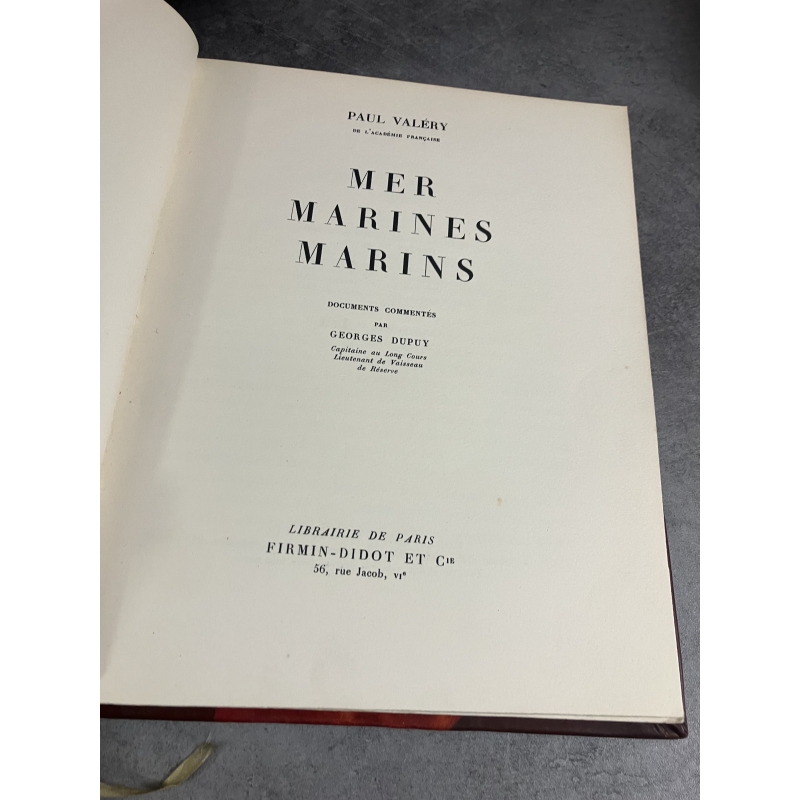 PAUL VALÉRY
DE L'ACADÉMIE FRANÇAISE
MER
MARINES
MARINS
DOCUMENTS COMMENTÉS
PAR
GEORGES DUPUY
Capitaine au Long Cours
Lieutenant de Vaisseau
de Réserve
LIBRAIRIE DE PARIS
FIRMIN-DIDOT ET CIE
56, rue Jacob, VIe